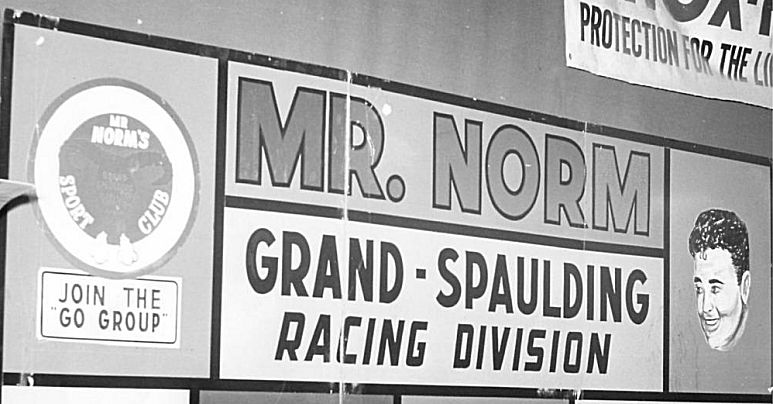 PROTECTION FOR THE
MR
NORM'S
SPORT CLUB
JOIN THE
"GO GROUP"
MR. NORM
GRAND-SPAULDING
RACING DIVISION